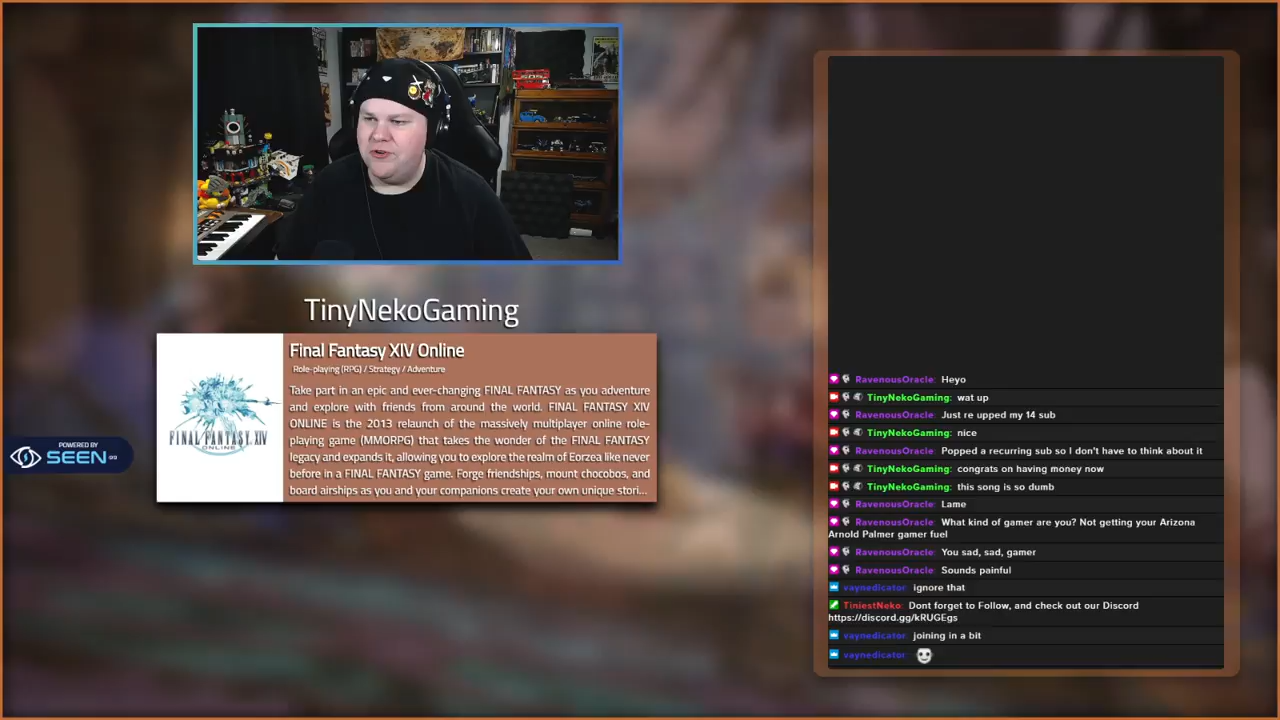 TinyNekoGaming
Final Fantasy XIV Online
Role-playing (RPG) / Strategy / Adventure
Take part in an epic and ever-changing FINAL FANTASY as you adventure
and explore with friends from around the world. FINAL FANTASY XIV
ONLINE is the 2013 relaunch of the massively multiplayer online role-
playing game (MMORPG) that takes the wonder of the FINAL FANTASY
legacy and expands it, allowing you to explore the realm of Eorzea like never
before in a FINAL FANTASY game. Forge friendships, mount chocobos, and
board airships as you and your companions create your own unique stori...
FINAL FANTASY XIV
ONLINE
POWERED BY
SEEN.GG
RavenousOracle: Heyo
TinyNekoGaming: wat up
RavenousOracle: Just re upped my 14 sub
TinyNekoGaming: nice
RavenousOracle: Popped a recurring sub so I don't have to think about it
TinyNekoGaming: congrats on having money now
TinyNekoGaming: this song is so dumb
RavenousOracle: Lame
RavenousOracle: What kind of gamer are you? Not getting your Arizona
Arnold Palmer gamer fuel
RavenousOracle: You sad, sad, gamer
RavenousOracle: Sounds painful
vaynedicator: ignore that
TiniestNeko: Dont forget to Follow, and check out our Discord
https://discord.gg/kRUGEgs
vaynedicator: joining in a bit
vaynedicator: